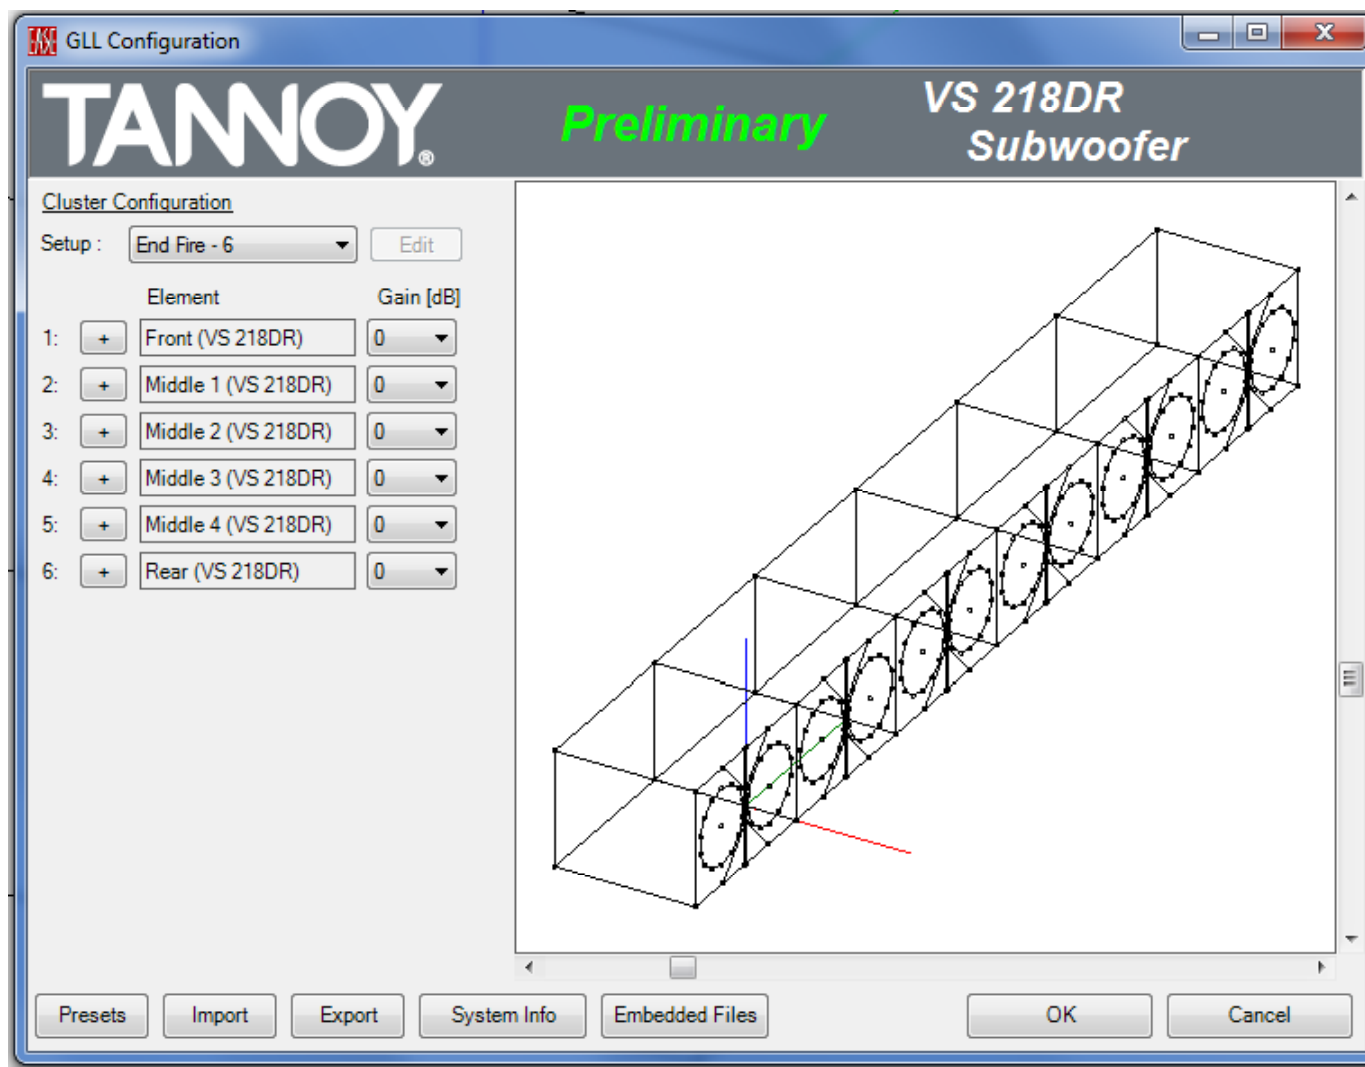 EASE GLL Configuration
TANNOY® Preliminary VS 218DR
Subwoofer
Cluster Configuration
Setup : End Fire - 6 Edit
Element Gain [dB]
1: + Front (VS 218DR) 0
2: + Middle 1 (VS 218DR) 0
3: + Middle 2 (VS 218DR) 0
4: + Middle 3 (VS 218DR) 0
5: + Middle 4 (VS 218DR) 0
6: + Rear (VS 218DR) 0
Presets Import Export System Info Embedded Files OK Cancel